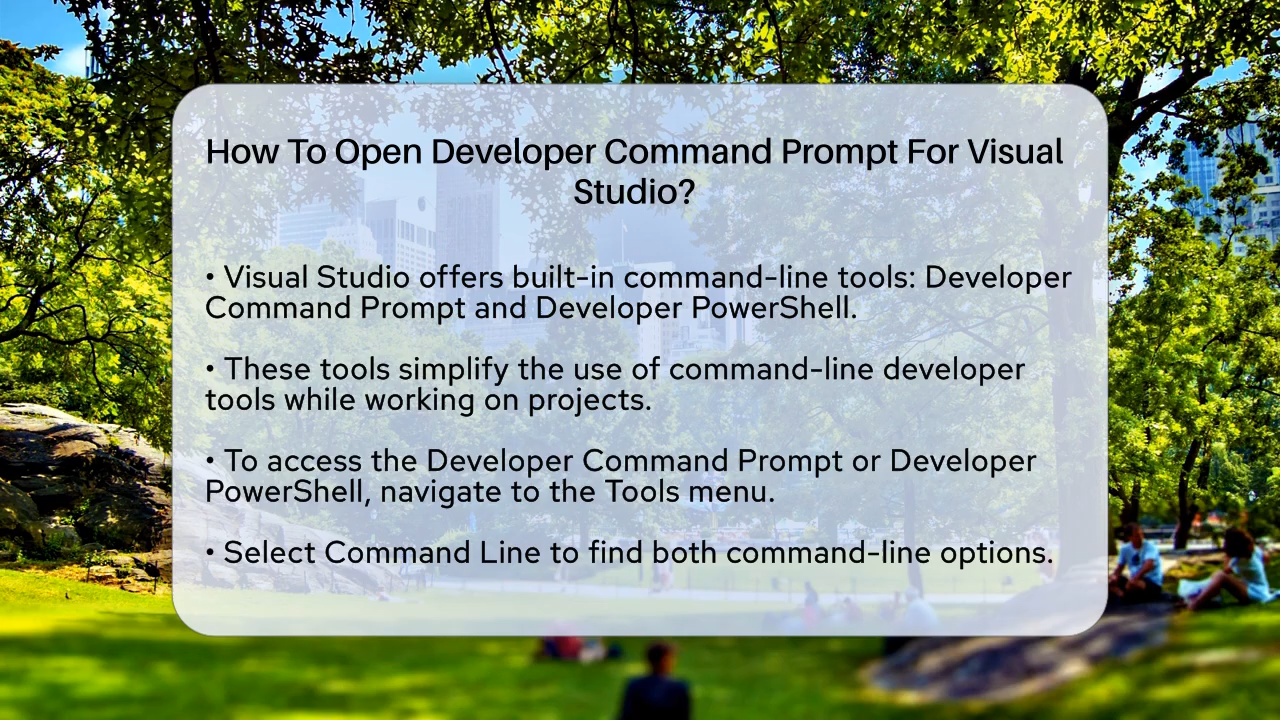 How To Open Developer Command Prompt For Visual
Studio?
• Visual Studio offers built-in command-line tools: Developer
Command Prompt and Developer PowerShell.
• These tools simplify the use of command-line developer
tools while working on projects.
• To access the Developer Command Prompt or Developer
PowerShell, navigate to the Tools menu.
• Select Command Line to find both command-line options.